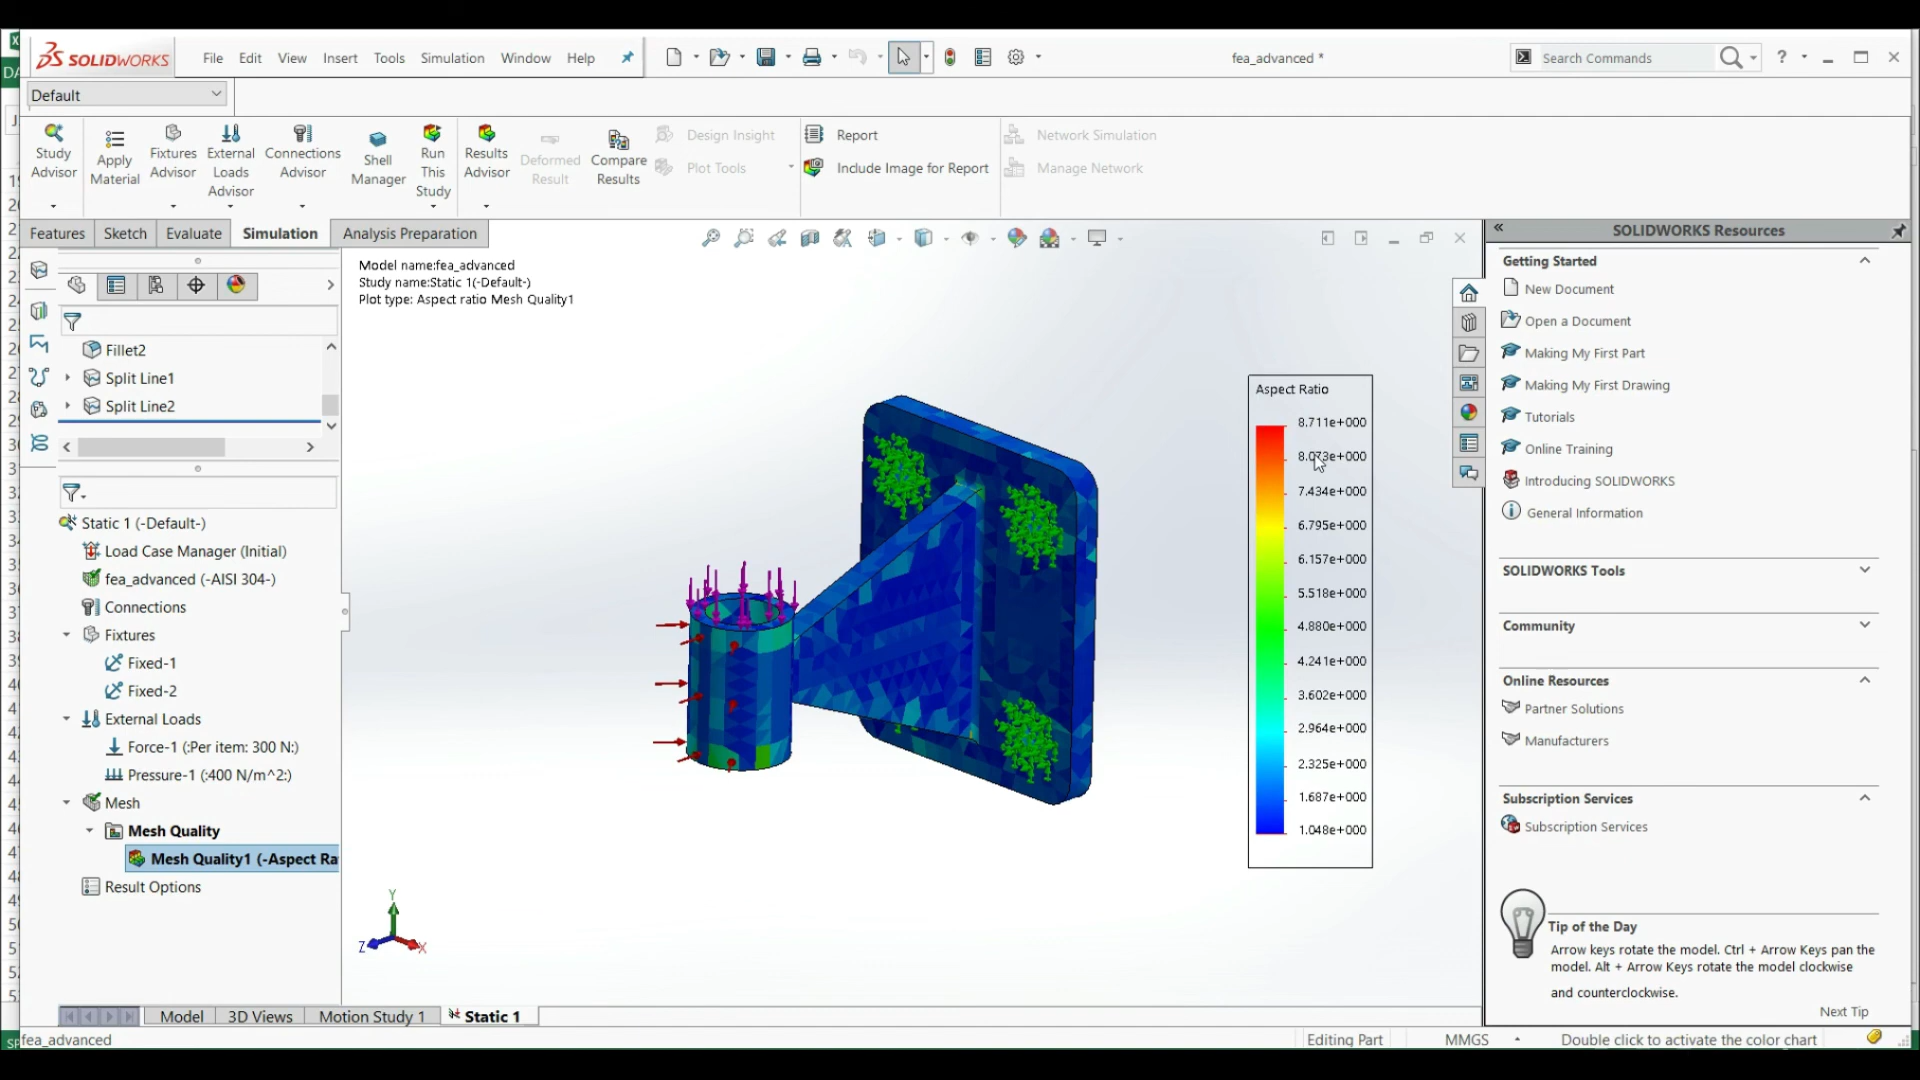 SOLIDWORKS
File Edit View Insert Tools Simulation Window Help
fea_advanced *
Search Commands
?
Default
Study Advisor
Apply Material
Fixtures Advisor
External Loads Advisor
Connections Advisor
Shell Manager
Run This Study
Results Advisor
Deformed Result
Compare Results
Design Insight
Plot Tools
Report
Include Image for Report
Network Simulation
Manage Network
Features Sketch Evaluate Simulation Analysis Preparation
Fillet2
Split Line1
Split Line2
Static 1 (-Default-)
Load Case Manager (Initial)
fea_advanced (-AISI 304-)
Connections
Fixtures
Fixed-1
Fixed-2
External Loads
Force-1 (:Per item: 300 N:)
Pressure-1 (:400 N/m^2:)
Mesh
Mesh Quality
Mesh Quality1 (-Aspect Ra
Result Options
Model name:fea_advanced
Study name:Static 1(-Default-)
Plot type: Aspect ratio Mesh Quality1
Aspect Ratio
8.711e+000
8.073e+000
7.434e+000
6.795e+000
6.157e+000
5.518e+000
4.880e+000
4.241e+000
3.602e+000
2.964e+000
2.325e+000
1.687e+000
1.048e+000
Y
Z
X
SOLIDWORKS Resources
Getting Started
New Document
Open a Document
Making My First Part
Making My First Drawing
Tutorials
Online Training
Introducing SOLIDWORKS
General Information
SOLIDWORKS Tools
Community
Online Resources
Partner Solutions
Manufacturers
Subscription Services
Subscription Services
Tip of the Day
Arrow keys rotate the model. Ctrl + Arrow Keys pan the
model. Alt + Arrow Keys rotate the model clockwise
and counterclockwise.
Next Tip
Model 3D Views Motion Study 1 Static 1
fea_advanced
Editing Part
MMGS
Double click to activate the color chart